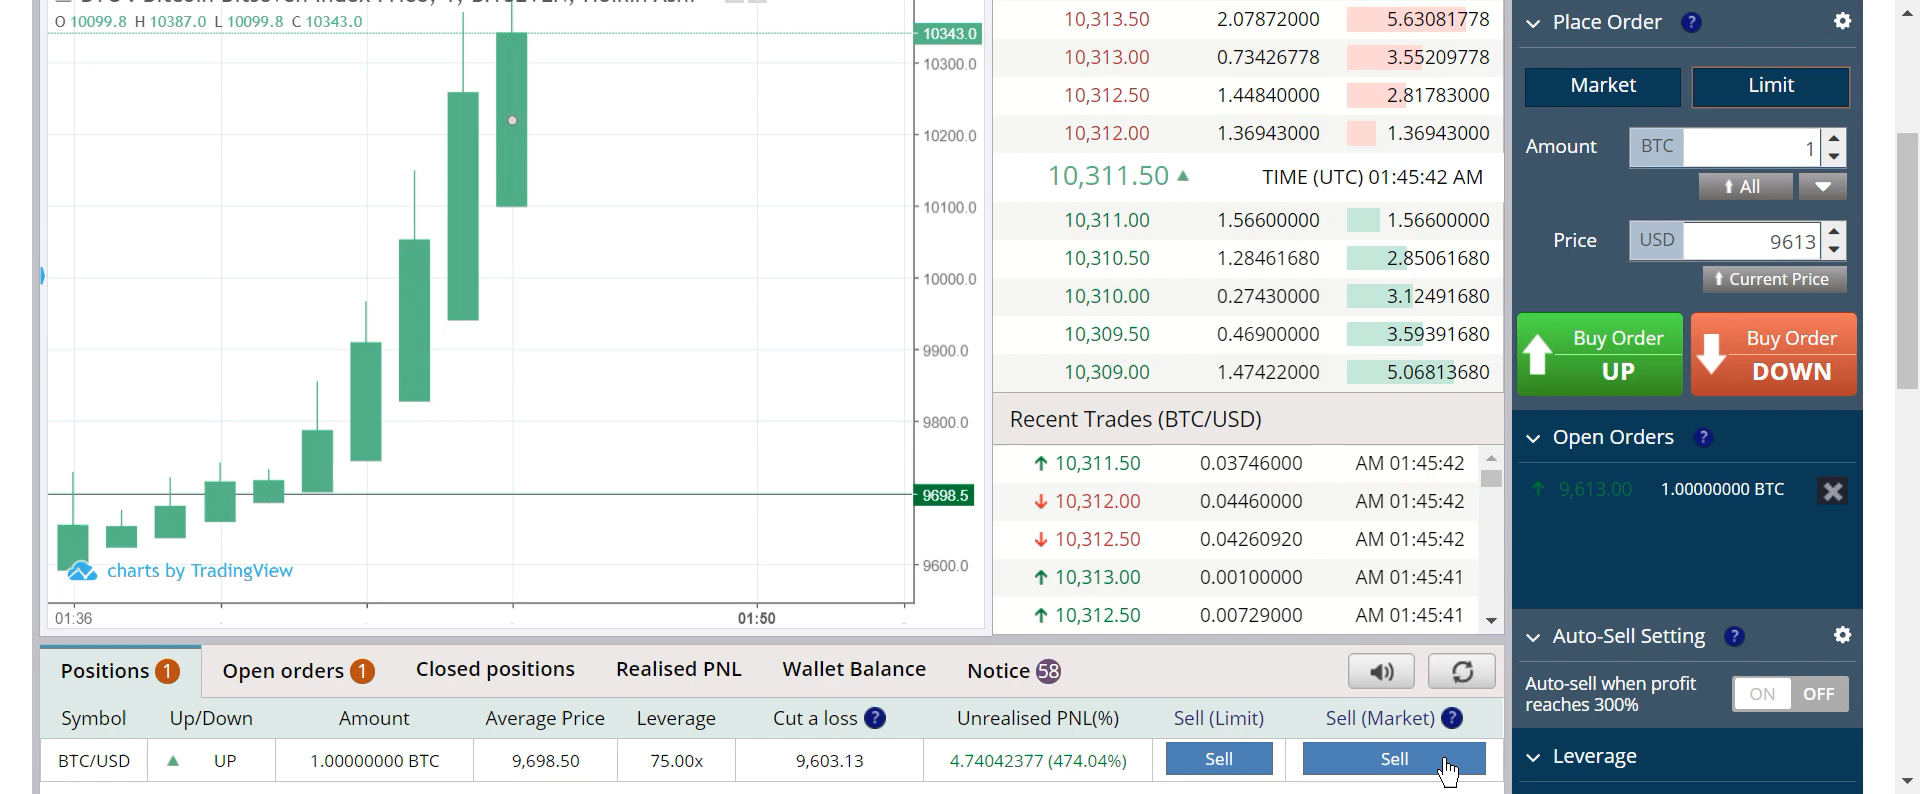 O 10099.8 H 10387.0 L 10099.8 C 10343.0
10343.0
10300.0
10200.0
10100.0
10000.0
9900.0
9800.0
9698.5
9600.0
charts by TradingView
01:36
01:50
10,313.50 2.07872000 5.63081778
10,313.00 0.73426778 3.55209778
10,312.50 1.44840000 2.81783000
10,312.00 1.36943000 1.36943000
10,311.50 TIME (UTC) 01:45:42 AM
10,311.00 1.56600000 1.56600000
10,310.50 1.28461680 2.85061680
10,310.00 0.27430000 3.12491680
10,309.50 0.46900000 3.59391680
10,309.00 1.47422000 5.06813680
Recent Trades (BTC/USD)
10,311.50 0.03746000 AM 01:45:42
10,312.00 0.04460000 AM 01:45:42
10,312.50 0.04260920 AM 01:45:42
10,313.00 0.00100000 AM 01:45:41
10,312.50 0.00729000 AM 01:45:41
Place Order ?
Market Limit
Amount BTC 1
All
Price USD 9613
Current Price
Buy Order UP
Buy Order DOWN
Open Orders ?
9,613.00 1.00000000 BTC
Auto-Sell Setting ?
Auto-sell when profit
reaches 300% ON OFF
Leverage
Positions 1 Open orders 1 Closed positions Realised PNL Wallet Balance Notice 58
Symbol Up/Down Amount Average Price Leverage Cut a loss ? Unrealised PNL(%) Sell (Limit) Sell (Market) ?
BTC/USD UP 1.00000000 BTC 9,698.50 75.00x 9,603.13 4.74042377 (474.04%) Sell Sell